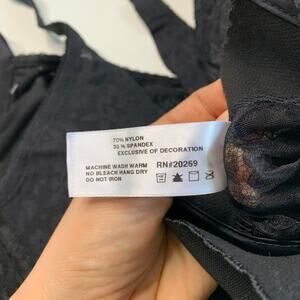 70% NYLON
30% SPANDEX
EXCLUSIVE OF DECORATION
MACHINE WASH WARM RN#20269
NO BLEACH HANG DRY
DO NOT IRON